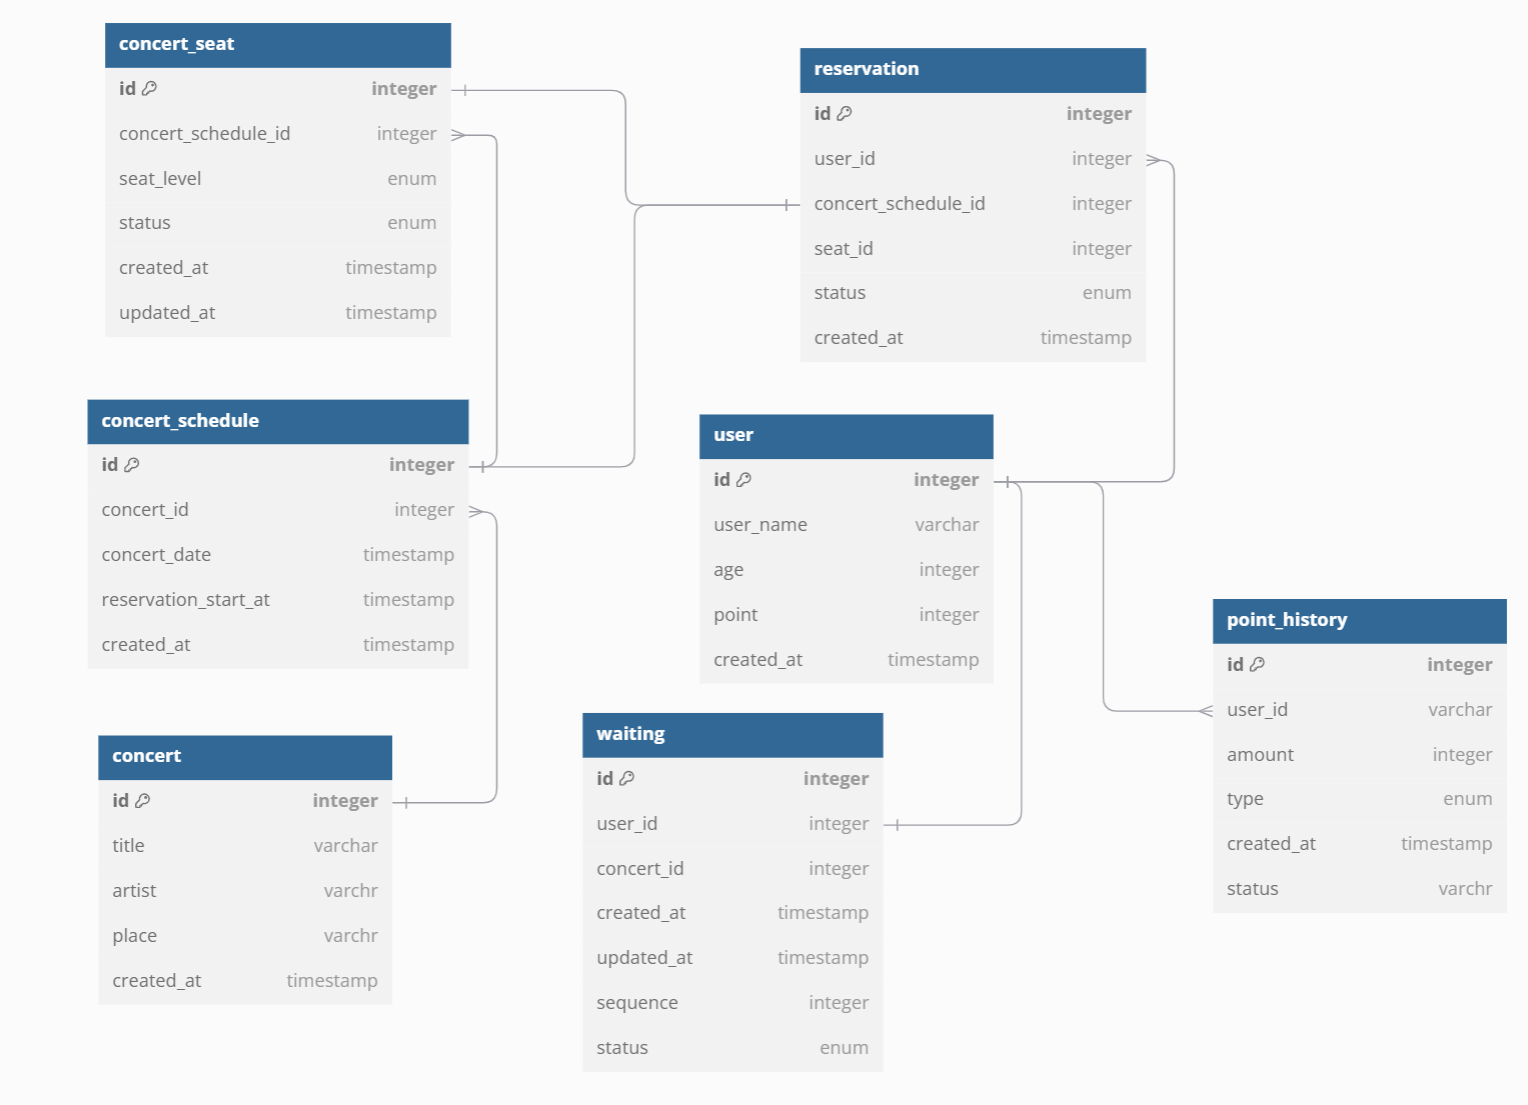 concert_seat
id integer
concert_schedule_id integer
seat_level enum
status enum
created_at timestamp
updated_at timestamp
reservation
id integer
user_id integer
concert_schedule_id integer
seat_id integer
status enum
created_at timestamp
concert_schedule
id integer
concert_id integer
concert_date timestamp
reservation_start_at timestamp
created_at timestamp
user
id integer
user_name varchar
age integer
point integer
created_at timestamp
point_history
id integer
user_id varchar
amount integer
type enum
created_at timestamp
status varchr
concert
id integer
title varchar
artist varchr
place varchr
created_at timestamp
waiting
id integer
user_id integer
concert_id integer
created_at timestamp
updated_at timestamp
sequence integer
status enum